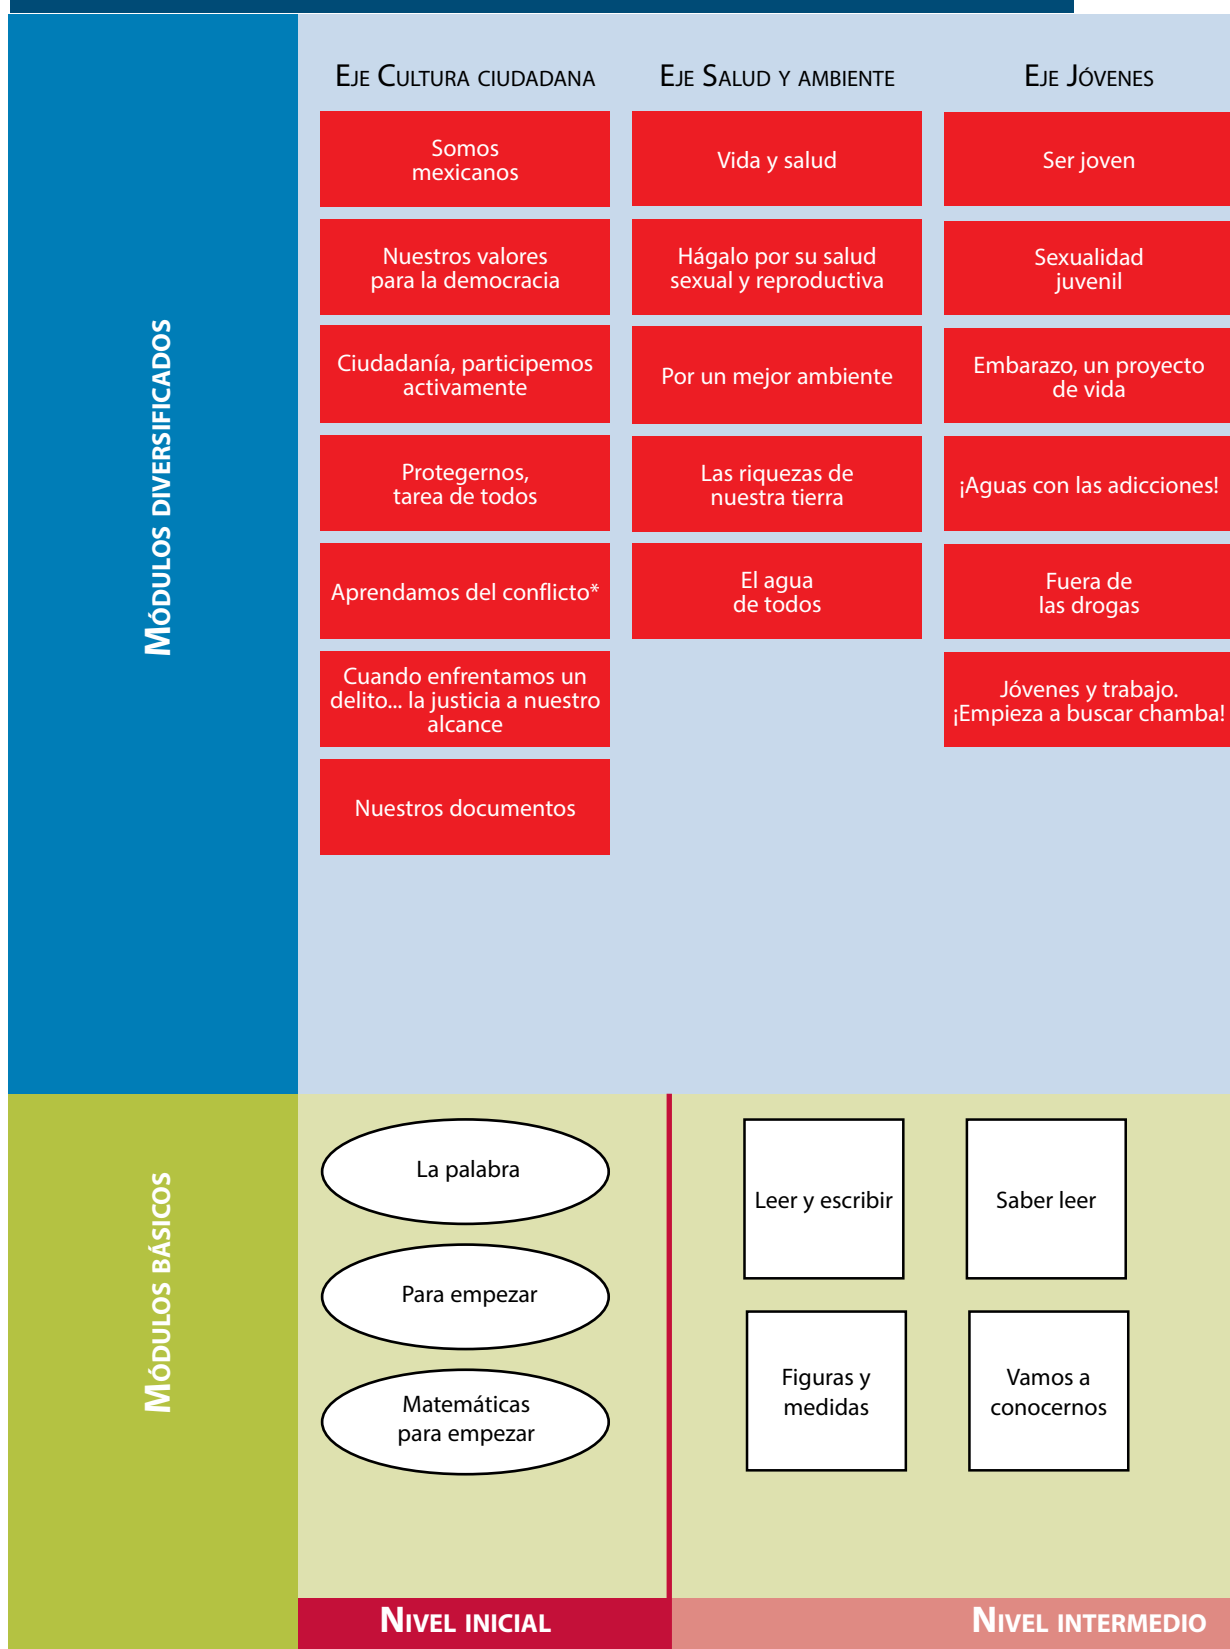 Eje Cultura ciudadana
Somos
mexicanos
Nuestros valores
para la democracia
Ciudadanía, participemos
activamente
Protegernos,
tarea de todos
Aprendamos del conflicto*
Cuando enfrentamos un
delito... la justicia a nuestro
alcance
Nuestros documentos
Eje Salud y ambiente
Vida y salud
Hágalo por su salud
sexual y reproductiva
Por un mejor ambiente
Las riquezas de
nuestra tierra
El agua
de todos
Eje Jóvenes
Ser joven
Sexualidad
juvenil
Embarazo, un proyecto
de vida
¡Aguas con las adicciones!
Fuera de
las drogas
Jóvenes y trabajo.
¡Empieza a buscar chamba!
Módulos diversificados
Módulos básicos
La palabra
Para empezar
Matemáticas
para empezar
Leer y escribir
Saber leer
Figuras y
medidas
Vamos a
conocernos
Nivel inicial
Nivel intermedio